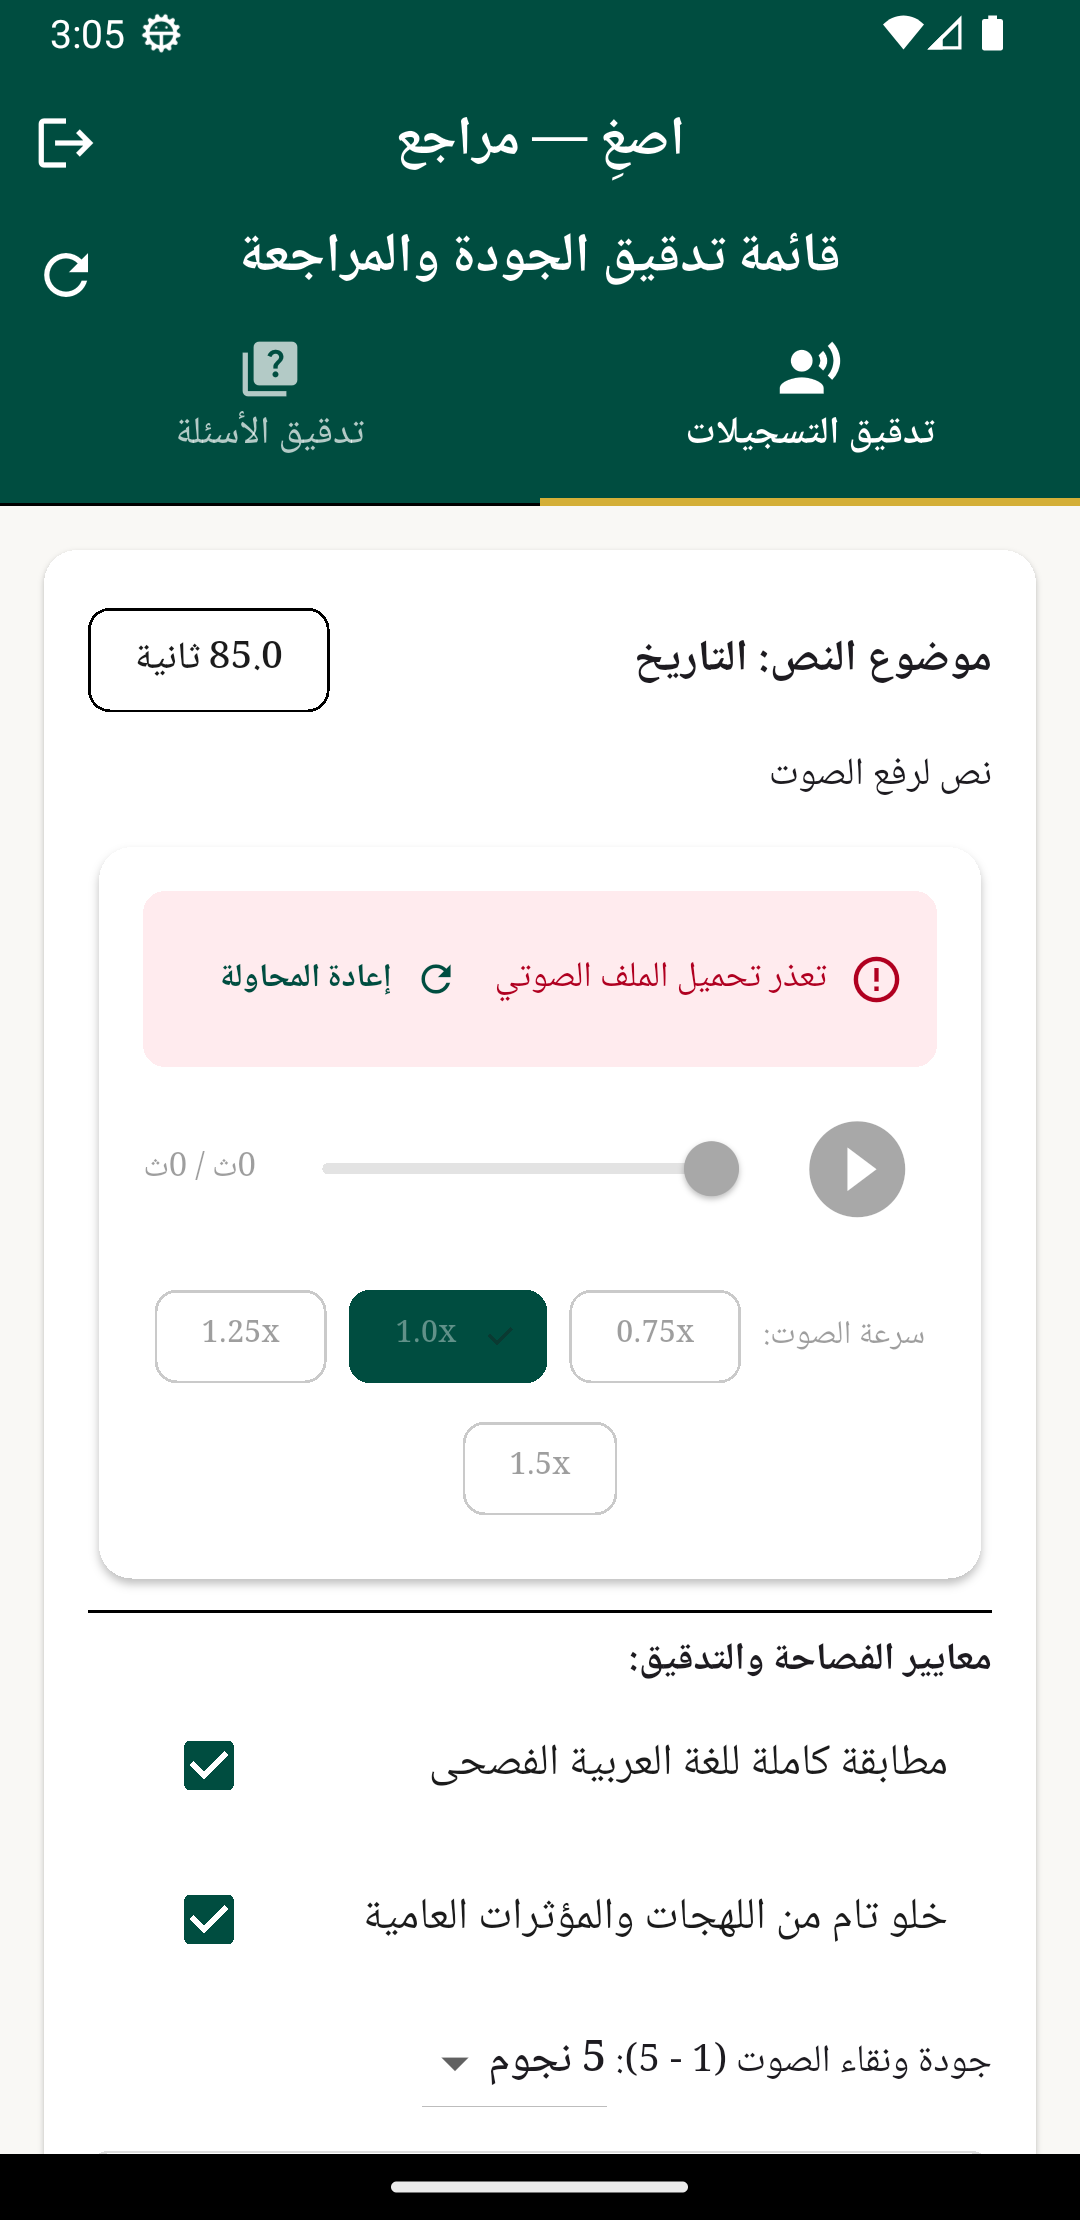 3:05
اصغِ — مراجع
قائمة تدقيق الجودة والمراجعة
تدقيق التسجيلات
تدقيق الأسئلة
موضوع النص: التاريخ
85.0 ثانية
نص لرفع الصوت
تعذر تحميل الملف الصوتي
إعادة المحاولة
0ث / 0ث
سرعة الصوت:
0.75x
1.0x
1.25x
1.5x
معايير الفصاحة والتدقيق:
مطابقة كاملة للغة العربية الفصحى
خلو تام من اللهجات والمؤثرات العامية
جودة ونقاء الصوت (1 - 5): 5 نجوم